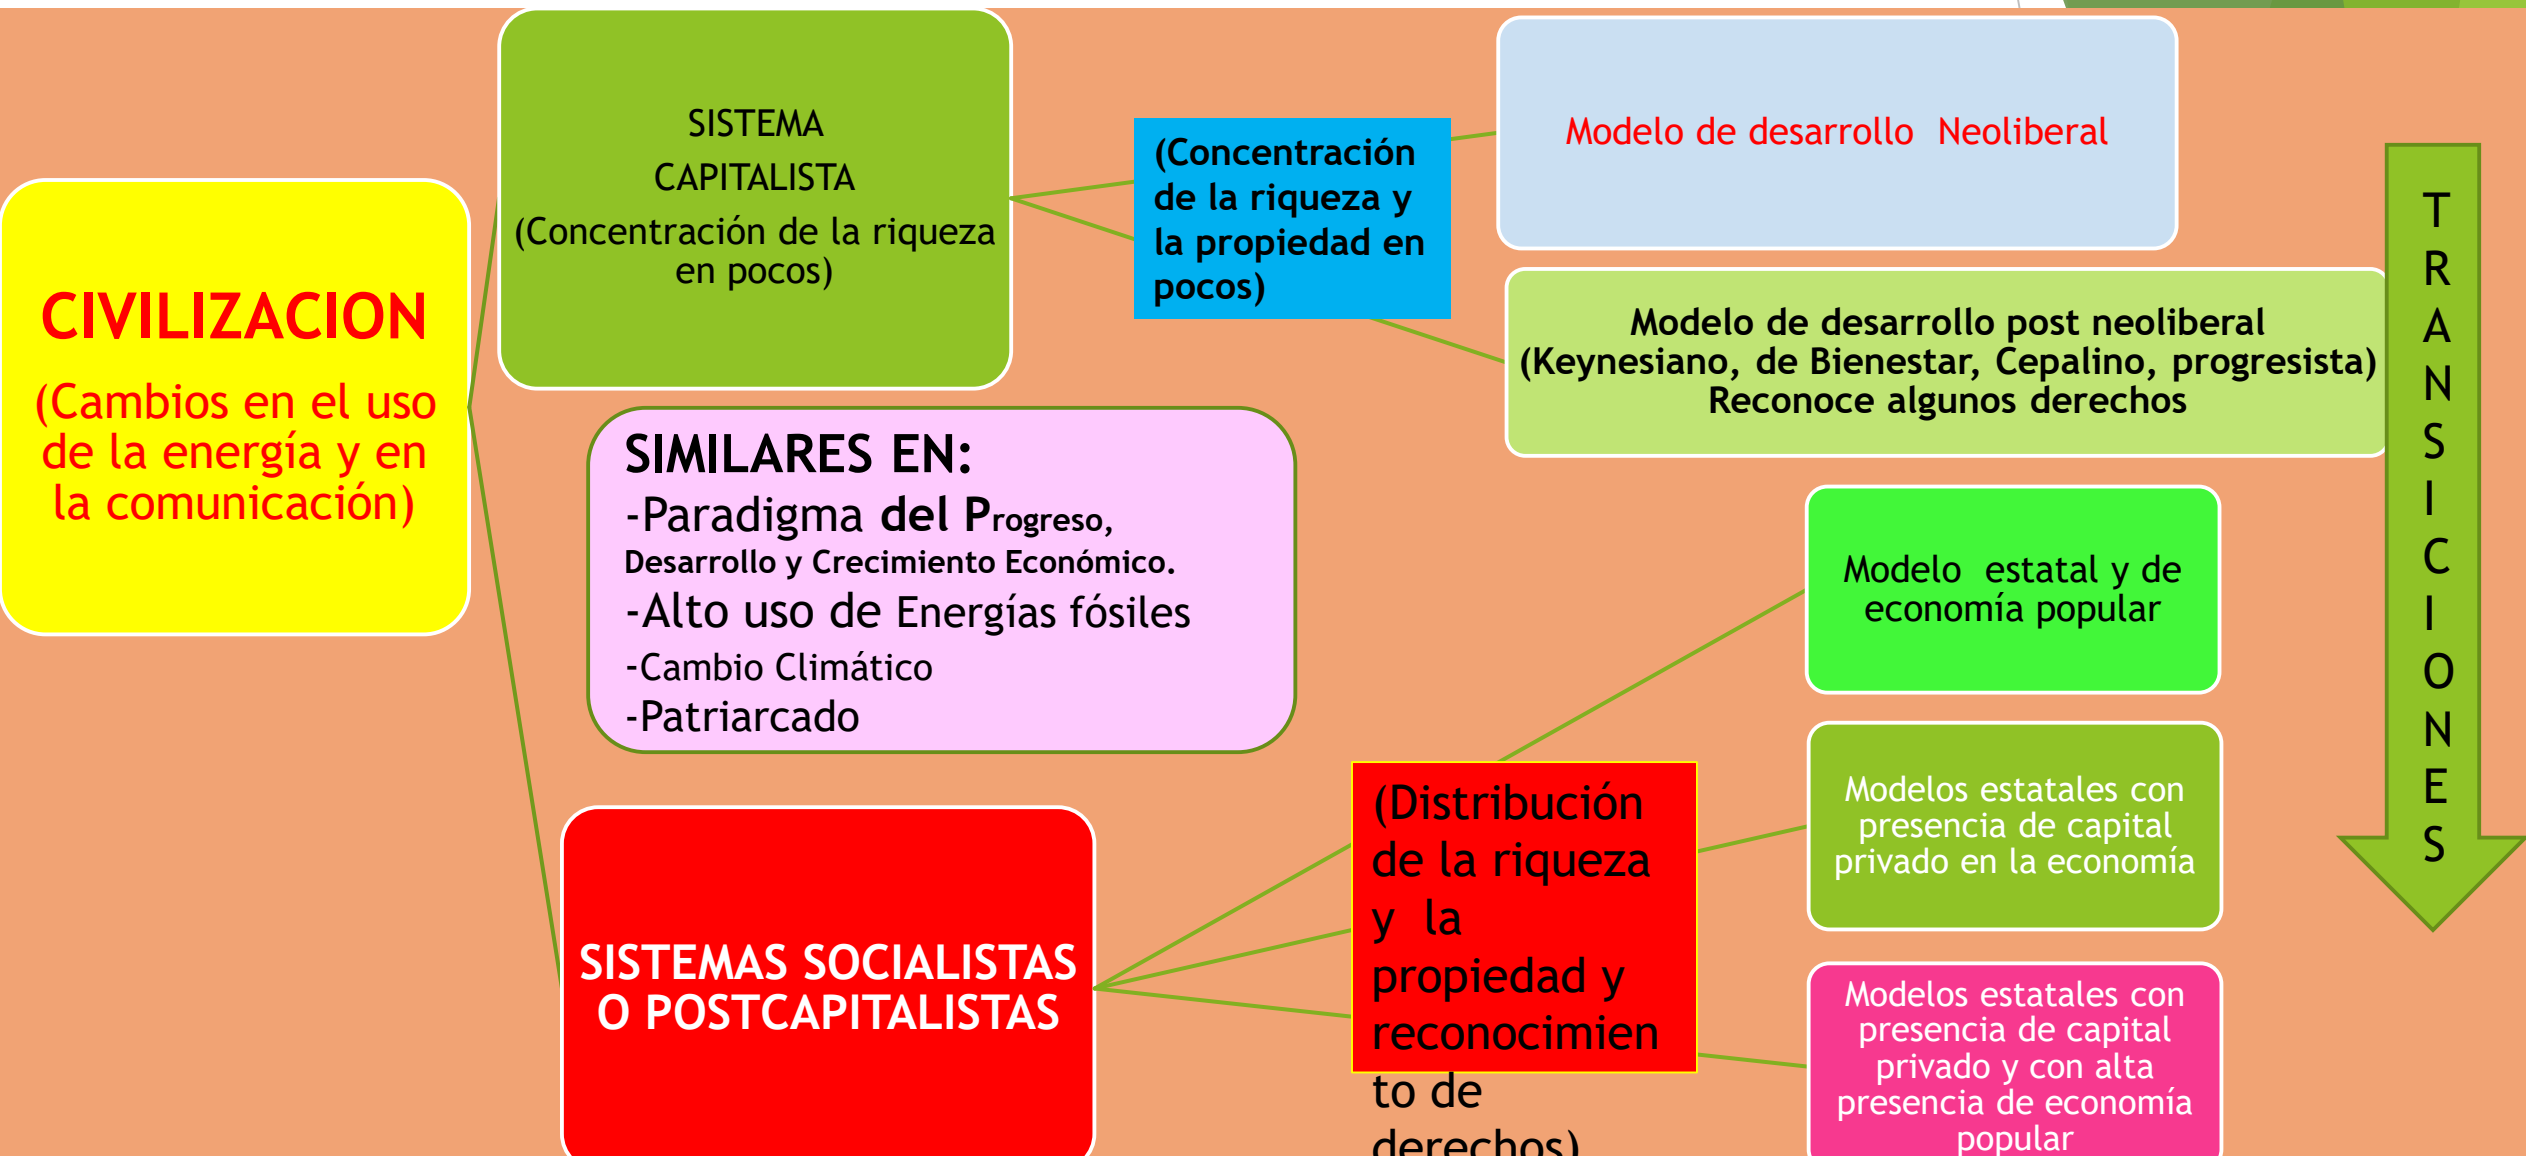 CIVILIZACION
(Cambios en el uso
de la energía y en
la comunicación)
SISTEMA
CAPITALISTA
(Concentración de la riqueza
en pocos)
(Concentración
de la riqueza y
la propiedad en
pocos)
Modelo de desarrollo  Neoliberal
Modelo de desarrollo post neoliberal
(Keynesiano, de Bienestar, Cepalino, progresista)
Reconoce algunos derechos
SIMILARES EN:
-Paradigma del Progreso,
Desarrollo y Crecimiento Económico.
-Alto uso de Energías fósiles
-Cambio Climático
-Patriarcado
SISTEMAS SOCIALISTAS
O POSTCAPITALISTAS
(Distribución
de la riqueza
y  la
propiedad y
reconocimien
to de
derechos)
Modelo  estatal y de
economía popular
Modelos estatales con
presencia de capital
privado en la economía
Modelos estatales con
presencia de capital
privado y con alta
presencia de economía
popular
T
R
A
N
S
I
C
I
O
N
E
S